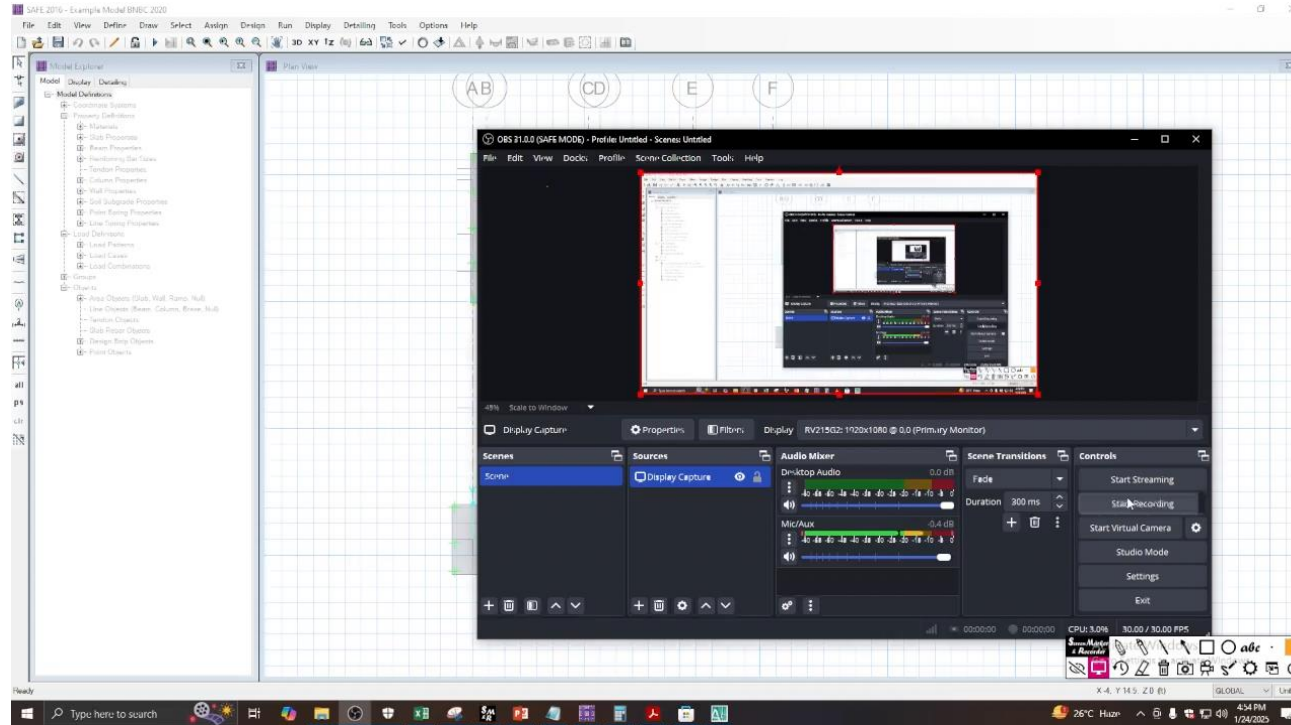 SAFE 2016 - Example Model BNBC 2020
File Edit View Define Draw Select Assign Design Run Display Detailing Tools Options Help
3D XY
Model Explorer
Plan View
Model Display Detailing
Model Definitions
Coordinate Systems
Property Definitions
Materials
Slab Properties
Beam Properties
Reinforcing Bar Sizes
Tendon Properties
Column Properties
Wall Properties
Soil Subgrade Properties
Point Spring Properties
Line Spring Properties
Load Definitions
Load Patterns
Load Cases
Load Combinations
Groups
Objects
Area Objects (Slab, Wall, Ramp, Null)
Line Objects (Beam, Column, Brace, Null)
Tendon Objects
Slab Rebar Objects
Design Strip Objects
Point Objects
all
ps
clr
AB CD E F
OBS 31.0.0 (SAFE MODE) - Profile: Untitled - Scenes: Untitled
File Edit View Docks Profile Scene Collection Tools Help
Scale to Window
Display Capture Properties Filters Display RV215G2: 1920x1080 @ 0,0 (Primary Monitor)
Scenes Sources Audio Mixer Scene Transitions Controls
Scene
Display Capture
Desktop Audio 0.0 dB
Mic/Aux -0.4 dB
Fade
Duration 300 ms
Start Streaming
Start Recording
Start Virtual Camera
Studio Mode
Settings
Exit
00:00:00 00:00:00 CPU: 3.0% 30.00 / 30.00 FPS
Screen Marker & Recorder
abc
Ready
X -4, Y 14.5, Z 0 (ft) GLOBAL
Type here to search
26°C Haze
4:54 PM
1/24/2025